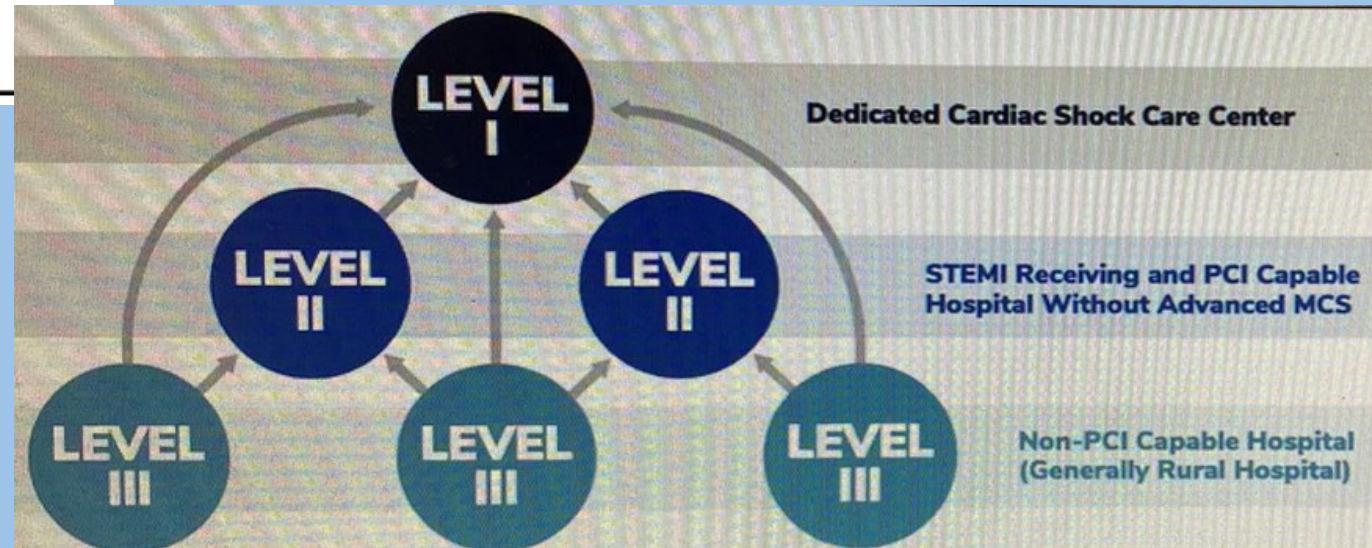 LEVEL
I
Dedicated Cardiac Shock Care Center
LEVEL
II
LEVEL
II
STEMI Receiving and PCI Capable
Hospital Without Advanced MCS
LEVEL
III
LEVEL
III
LEVEL
III
Non-PCI Capable Hospital
(Generally Rural Hospital)